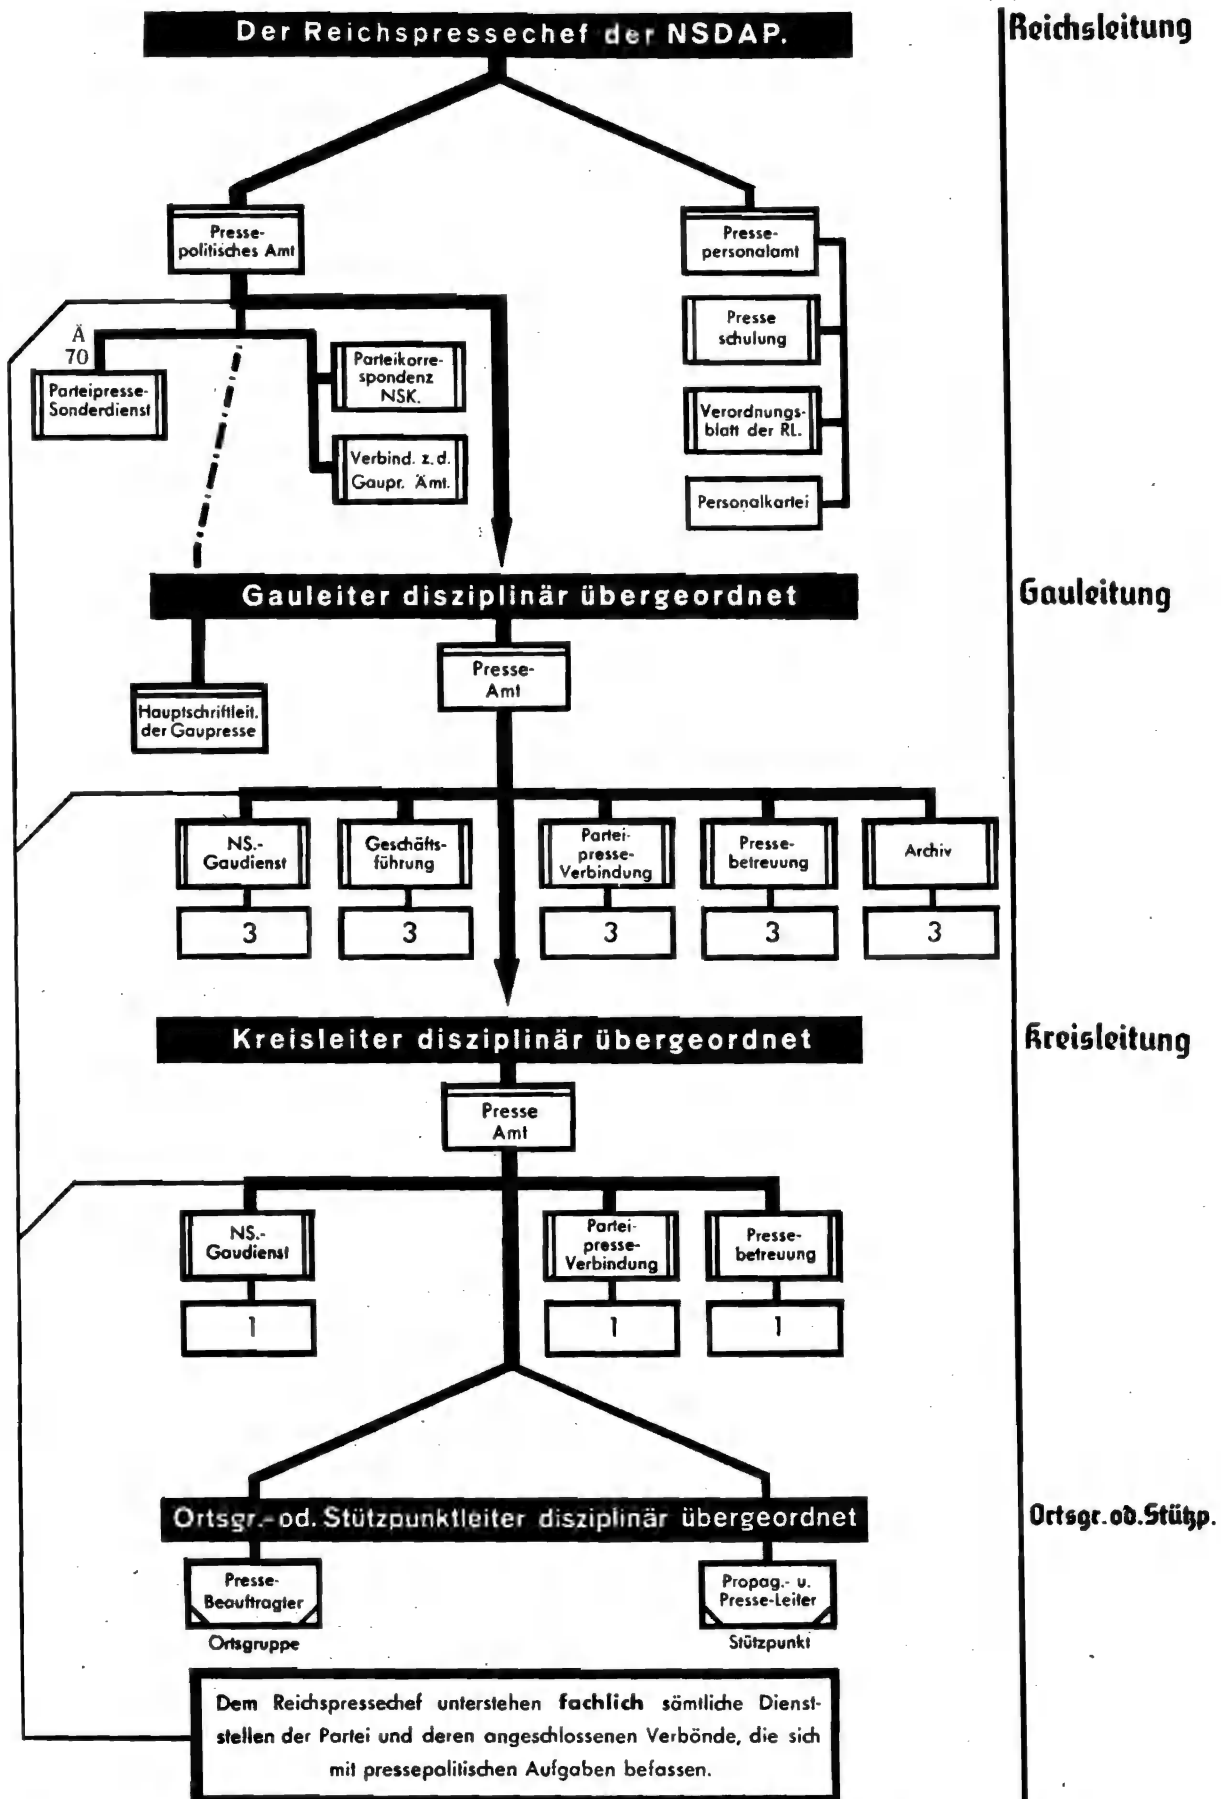 Der Reichspressechef der NSDAP.
Reichsleitung
Presse-
politisches Amt
Presse-
personalamt
Presse
schulung
Ä
70
Parteipresse-
Sonderdienst
Parteikorre-
spondenz
NSK.
Verordnungs-
blatt der RL.
Verbind. z. d.
Gaupr. Ämt.
Personalkartei
Gauleiter disziplinär übergeordnet
Gauleitung
Presse-
Amt
Hauptschriftleit.
der Gaupresse
NS.-
Gaudienst
Geschäfts-
führung
Partei-
presse-
Verbindung
Presse-
betreuung
Archiv
3
3
3
3
3
Kreisleiter disziplinär übergeordnet
Kreisleitung
Presse
Amt
NS.-
Gaudienst
Partei-
presse-
Verbindung
Presse-
betreuung
1
1
1
Ortsgr.- od. Stützpunktleiter disziplinär übergeordnet
Ortsgr. od. Stützp.
Presse-
Beauftragter
Propag.- u.
Presse-Leiter
Ortsgruppe
Stützpunkt
Dem Reichspressechef unterstehen fachlich sämtliche Dienst-
stellen der Partei und deren angeschlossenen Verbände, die sich
mit pressepolitischen Aufgaben befassen.